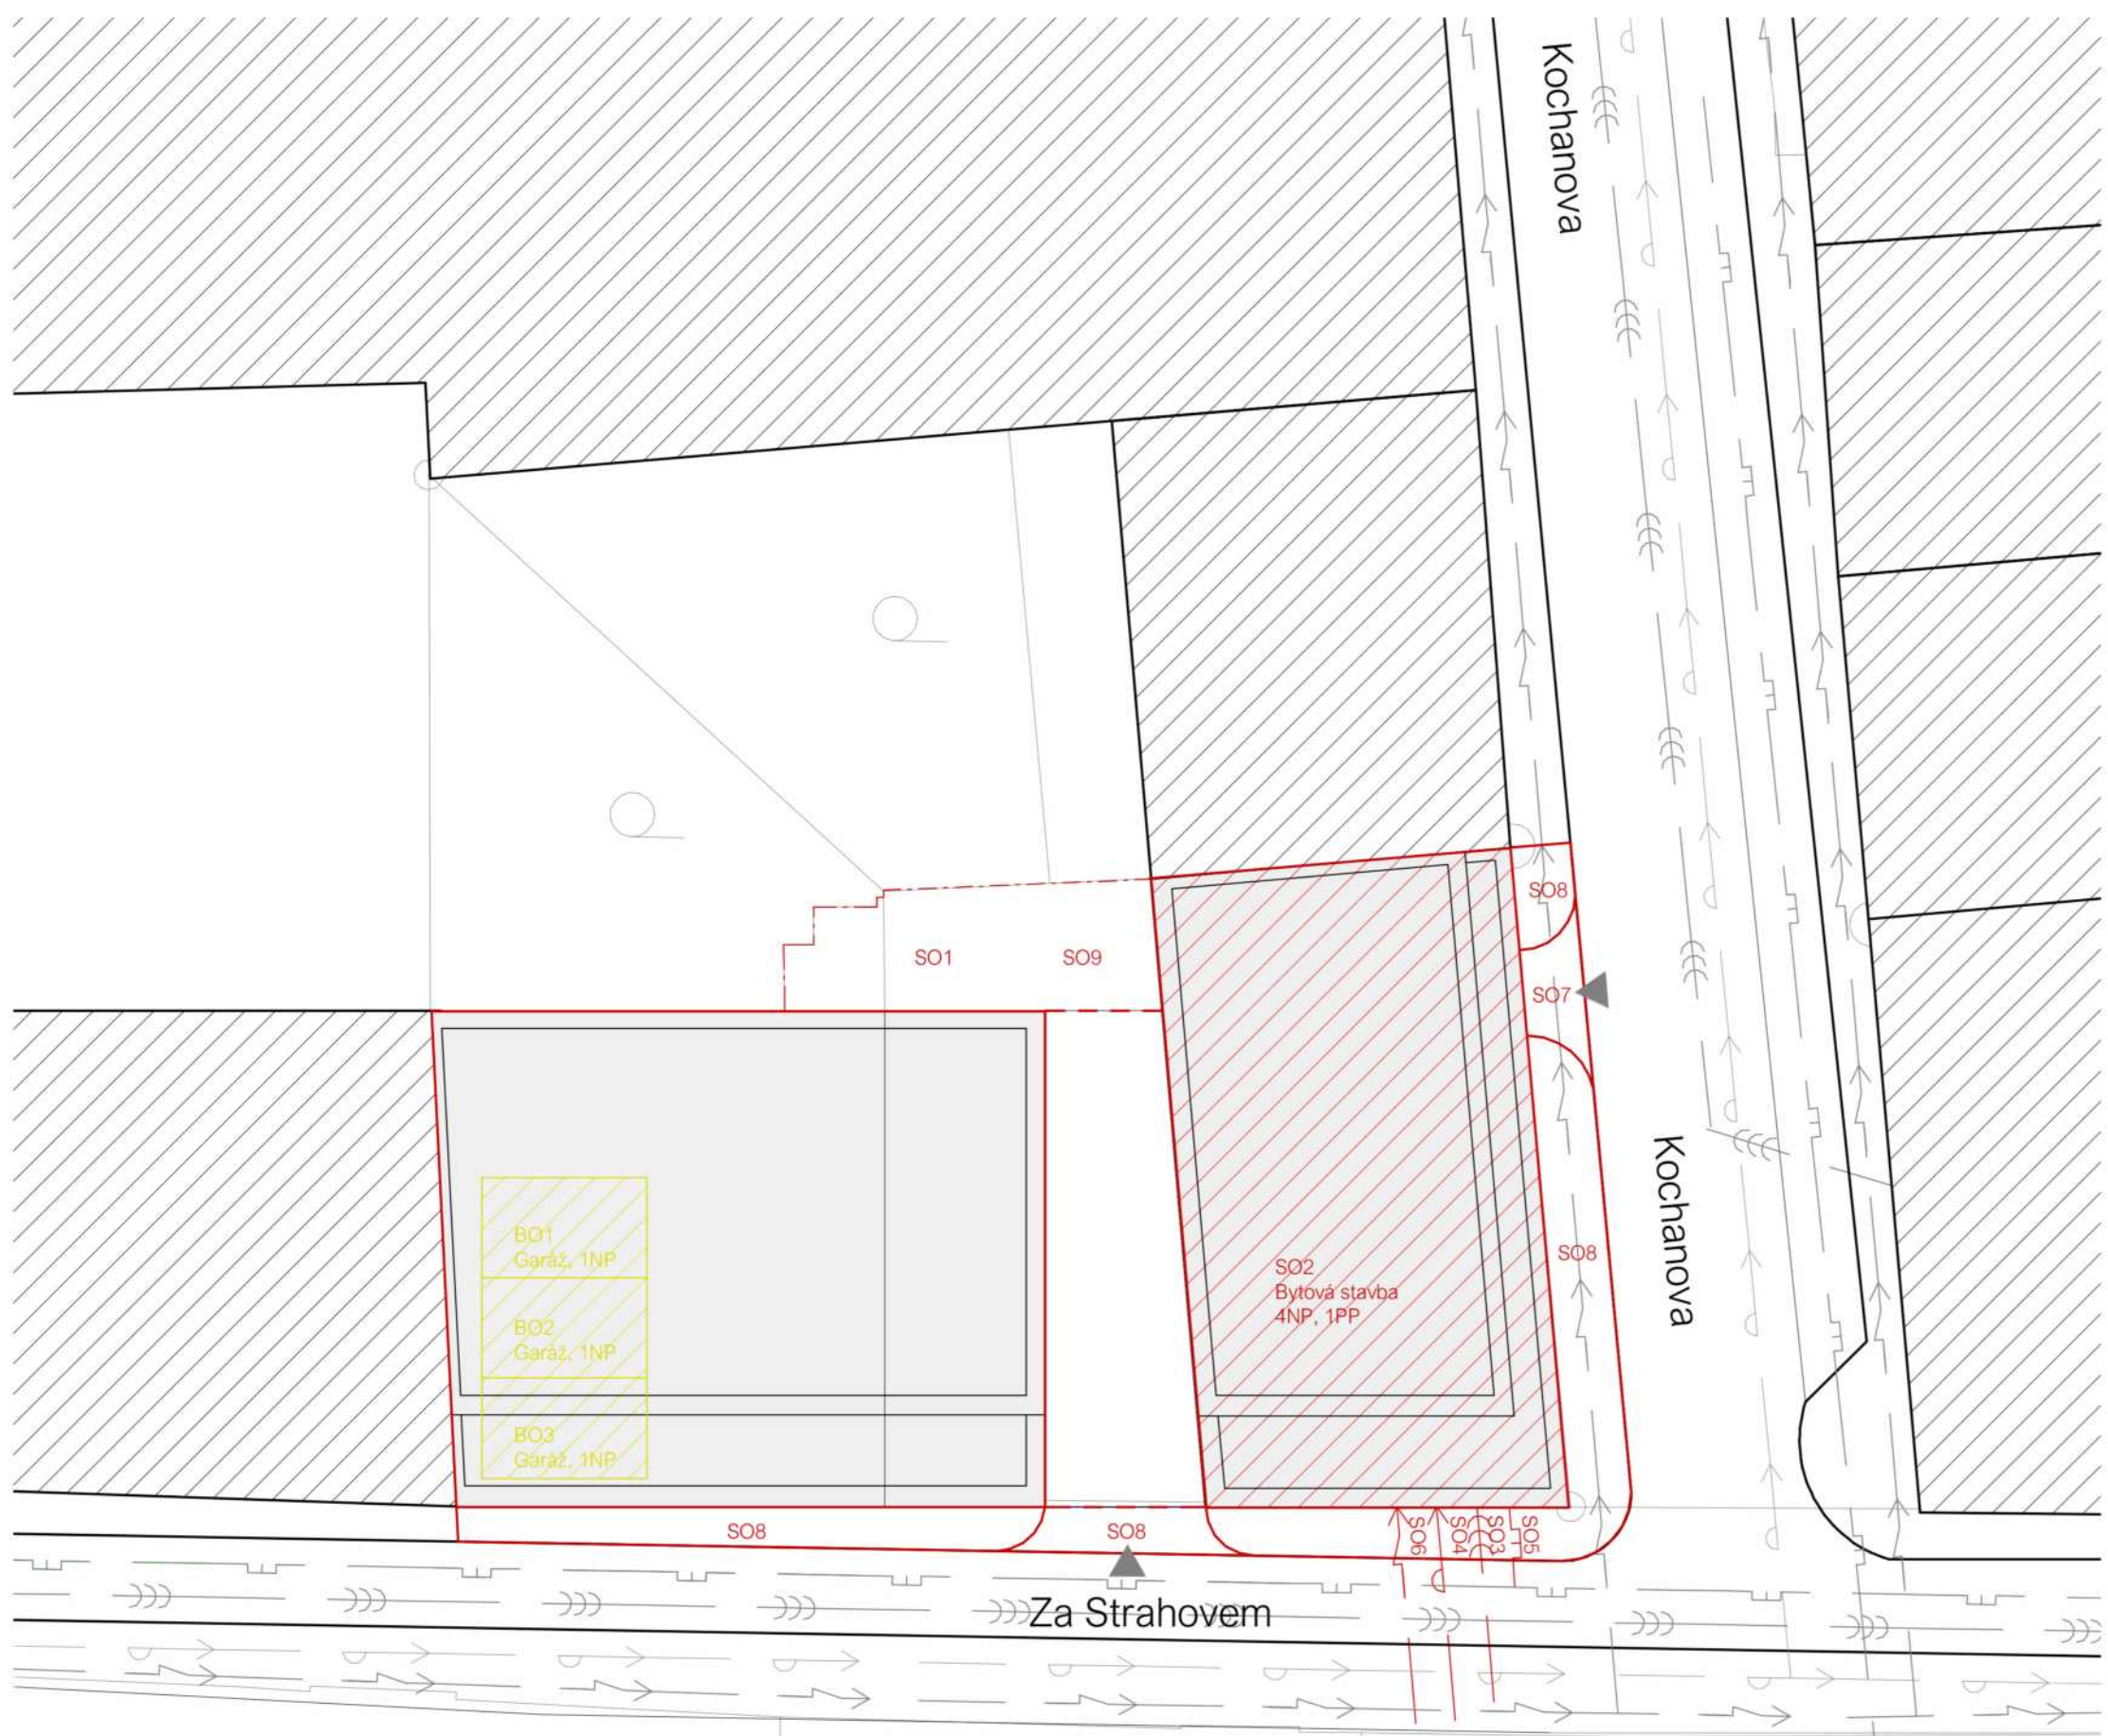 Kochanova
SO8
SO1
SO9
SO7
BO1
Garáž, 1NP
SO2
Bytová stavba
4NP, 1PP
SO8
Kochanova
BO2
Garáž, 1NP
BO3
Garáž, 1NP
SO8
SO8
SO6
SO4
SO3
SO5
Za Strahovem